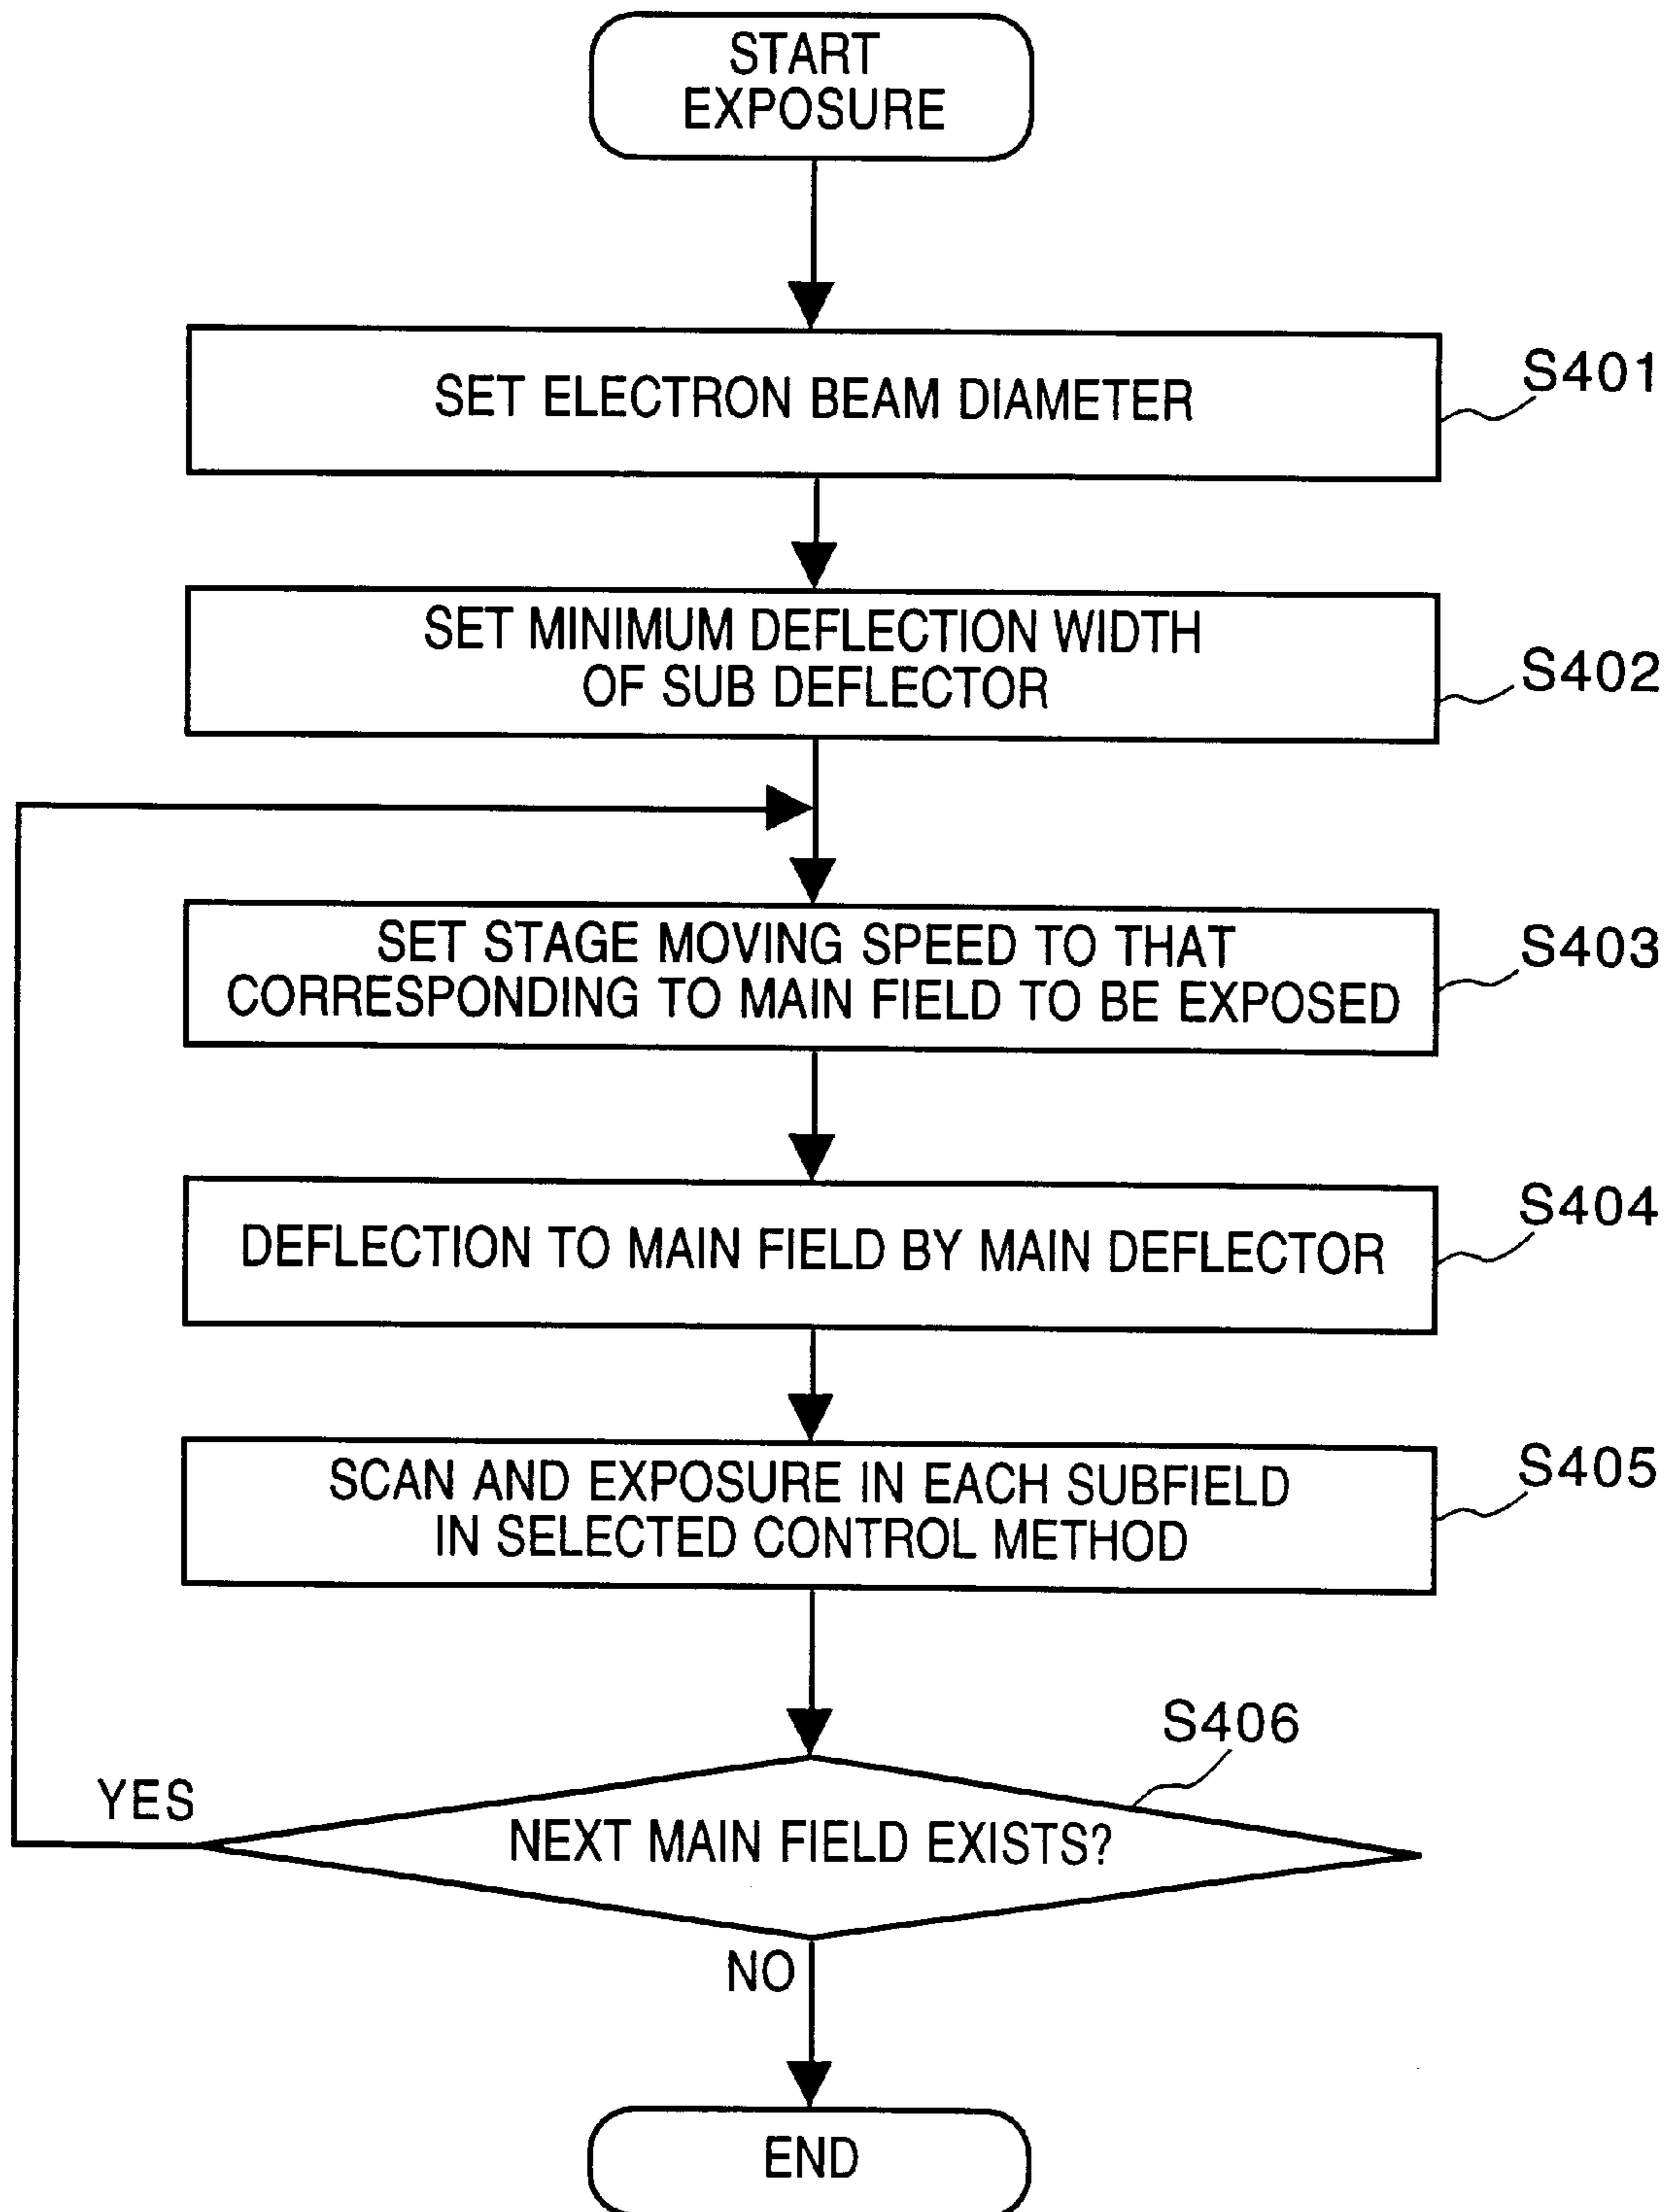 START
EXPOSURE
SET ELECTRON BEAM DIAMETER
S401
SET MINIMUM DEFLECTION WIDTH
OF SUB DEFLECTOR
S402
SET STAGE MOVING SPEED TO THAT
CORRESPONDING TO MAIN FIELD TO BE EXPOSED
S403
DEFLECTION TO MAIN FIELD BY MAIN DEFLECTOR
S404
SCAN AND EXPOSURE IN EACH SUBFIELD
IN SELECTED CONTROL METHOD
S405
S406
YES
NEXT MAIN FIELD EXISTS?
NO
END